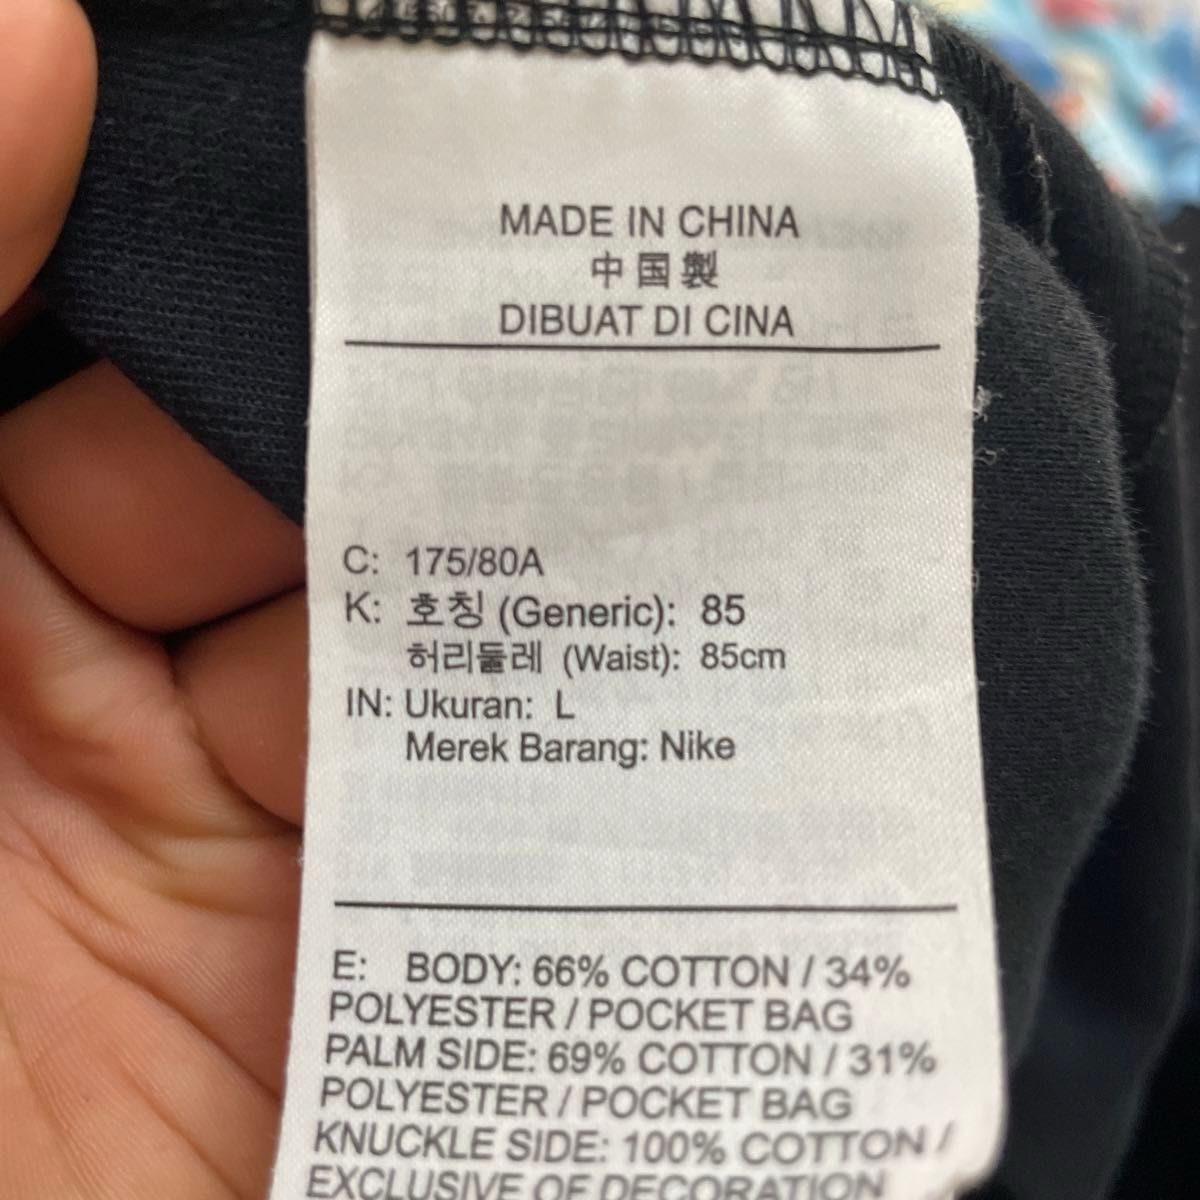 MADE IN CHINA
中国製
DIBUAT DI CINA
C: 175/80A
K: 호칭 (Generic): 85
허리둘레 (Waist): 85cm
IN: Ukuran: L
Merek Barang: Nike
E: BODY: 66% COTTON / 34%
POLYESTER / POCKET BAG
PALM SIDE: 69% COTTON / 31%
POLYESTER / POCKET BAG
KNUCKLE SIDE: 100% COTTON /
EXCLUSIVE OF DECORATION